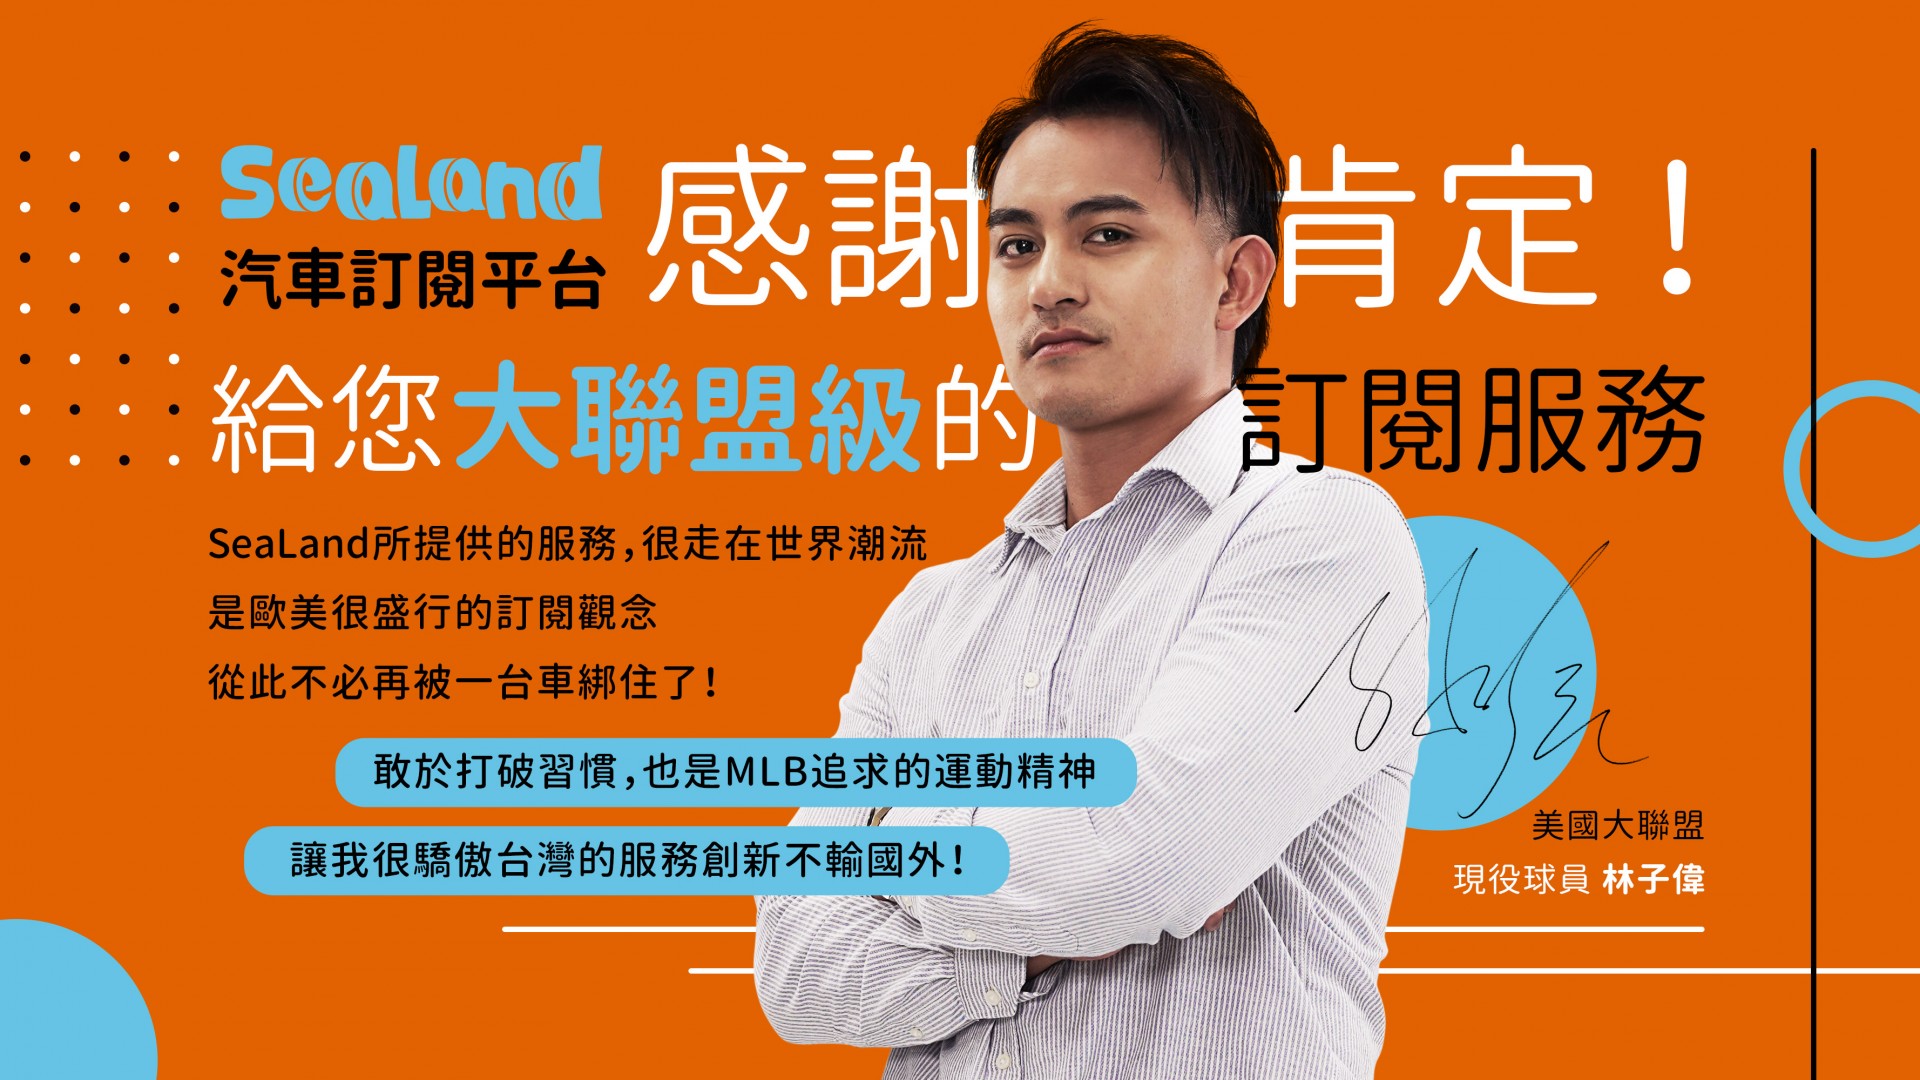 SeaLand
汽車訂閱平台
感謝 肯定！
給您大聯盟級的 訂閱服務
SeaLand所提供的服務，很走在世界潮流
是歐美很盛行的訂閱觀念
從此不必再被一台車綁住了！
敢於打破習慣，也是MLB追求的運動精神
讓我很驕傲台灣的服務創新不輸國外！
美國大聯盟
現役球員 林子偉